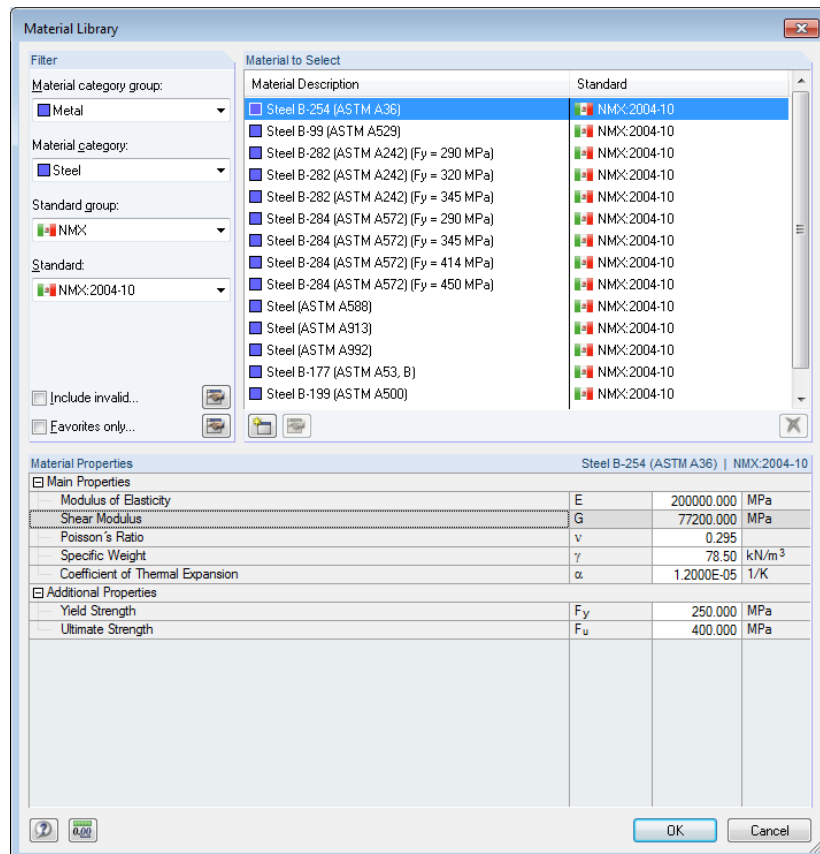 Material Library
Filter
Material category group:
Metal
Material category:
Steel
Standard group:
NMX
Standard:
NMX:2004-10
Include invalid...
Favorites only...
Material to Select
Material Description Standard
Steel B-254 (ASTM A36) NMX:2004-10
Steel B-99 (ASTM A529) NMX:2004-10
Steel B-282 (ASTM A242) (Fy = 290 MPa) NMX:2004-10
Steel B-282 (ASTM A242) (Fy = 320 MPa) NMX:2004-10
Steel B-282 (ASTM A242) (Fy = 345 MPa) NMX:2004-10
Steel B-284 (ASTM A572) (Fy = 290 MPa) NMX:2004-10
Steel B-284 (ASTM A572) (Fy = 345 MPa) NMX:2004-10
Steel B-284 (ASTM A572) (Fy = 414 MPa) NMX:2004-10
Steel B-284 (ASTM A572) (Fy = 450 MPa) NMX:2004-10
Steel (ASTM A588) NMX:2004-10
Steel (ASTM A913) NMX:2004-10
Steel (ASTM A992) NMX:2004-10
Steel B-177 (ASTM A53, B) NMX:2004-10
Steel B-199 (ASTM A500) NMX:2004-10
Material Properties Steel B-254 (ASTM A36) | NMX:2004-10
Main Properties
Modulus of Elasticity E 200000.000 MPa
Shear Modulus G 77200.000 MPa
Poisson´s Ratio ν 0.295
Specific Weight γ 78.50 kN/m³
Coefficient of Thermal Expansion α 1.2000E-05 1/K
Additional Properties
Yield Strength Fy 250.000 MPa
Ultimate Strength Fu 400.000 MPa
0.00
OK Cancel